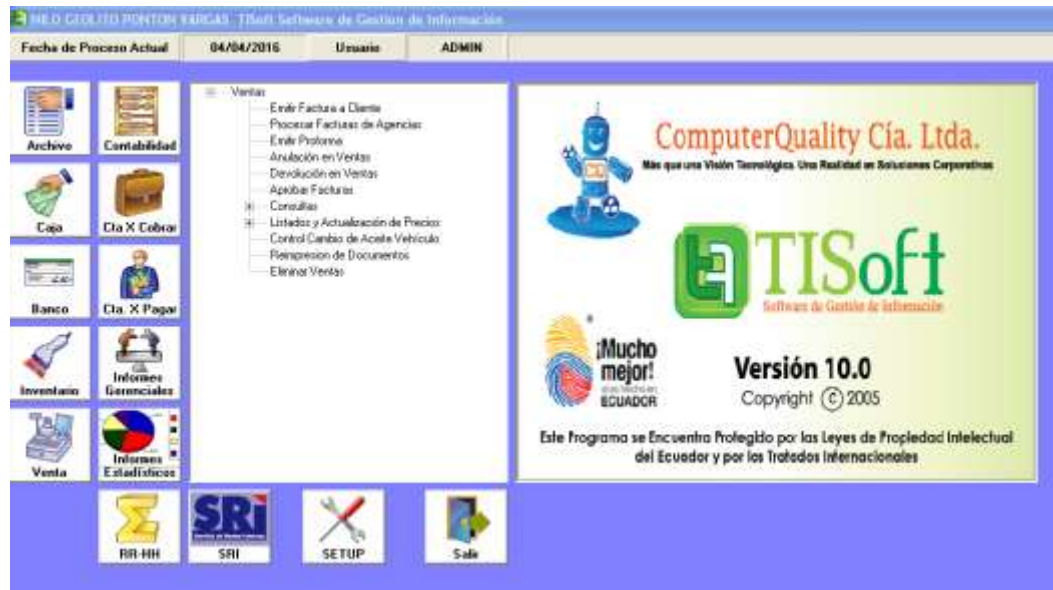 NILO GEOLITO PONTON VARGAS TISoft Software de Gestion de Información
Fecha de Proceso Actual 04/04/2016 Usuario ADMIN
Archivo
Contabilidad
Caja
Cta X Cobrar
Banco
Cta. X Pagar
Inventario
Informes
Gerenciales
Venta
Informes
Estadísticos
RR-HH
SRi
SRI
SETUP
Salir
Ventas
Emitir Factura a Cliente
Procesar Facturas de Agencias
Emitir Proforma
Anulación en Ventas
Devolución en Ventas
Aprobar Facturas
Consultas
Listados y Actualización de Precios
Control Cambio de Aceite Vehículo
Reimpresion de Documentos
Eliminar Ventas
ComputerQuality Cía. Ltda.
Más que una Visión Tecnológica. Una Realidad en Soluciones Corporativas
CQ
TISoft
Software de Gestión de Información
¡Mucho
mejor!
ECUADOR
Versión 10.0
Copyright © 2005
Este Programa se Encuentra Protegido por las Leyes de Propiedad Intelectual
del Ecuador y por los Tratados Internacionales